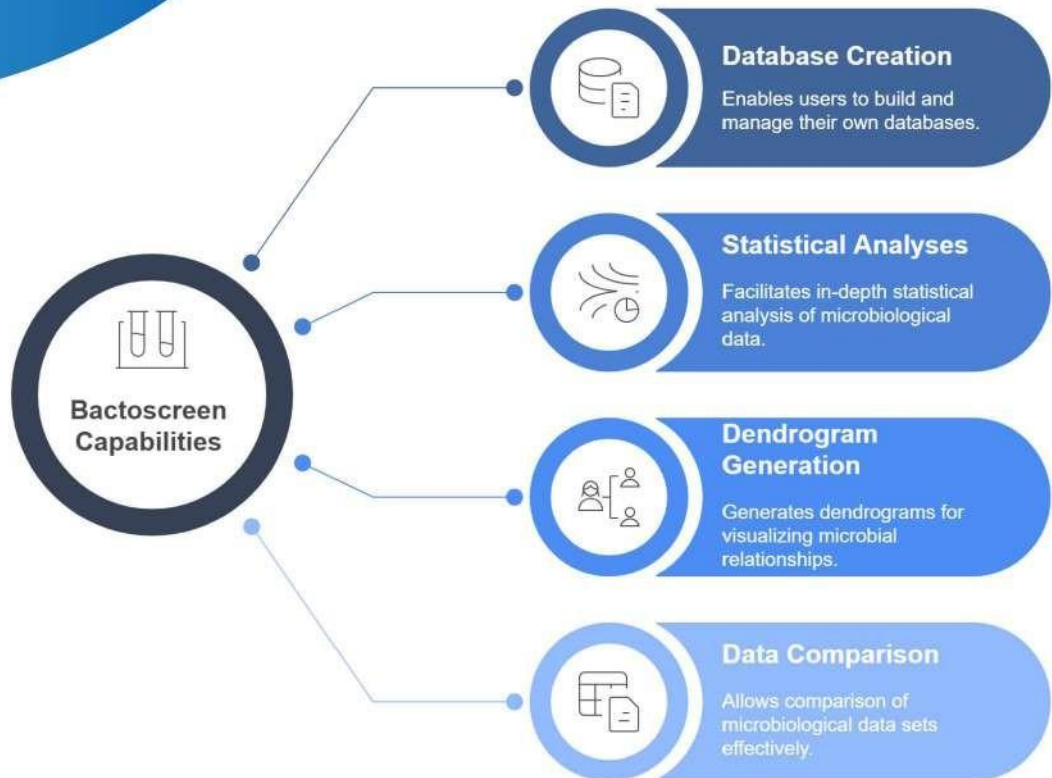 Database Creation
Enables users to build and
manage their own databases.
Statistical Analyses
Facilitates in-depth statistical
analysis of microbiological
data.
Bactoscreen
Capabilities
Dendrogram
Generation
Generates dendrograms for
visualizing microbial
relationships.
Data Comparison
Allows comparison of
microbiological data sets
effectively.